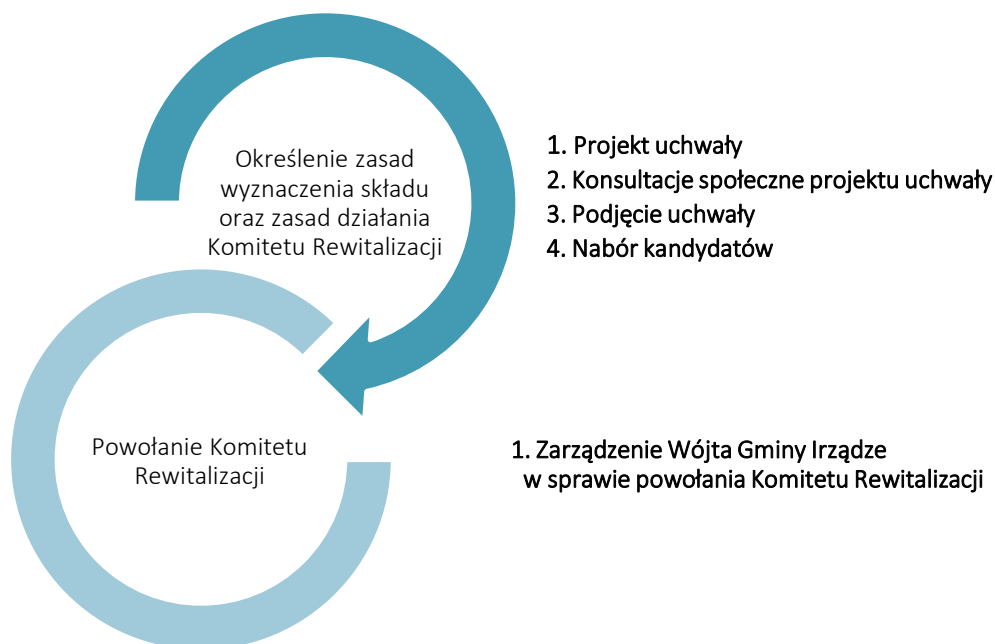 Określenie zasad
wyznaczenia składu
oraz zasad działania
Komitetu Rewitalizacji
1. Projekt uchwały
2. Konsultacje społeczne projektu uchwały
3. Podjęcie uchwały
4. Nabór kandydatów
Powołanie Komitetu
Rewitalizacji
1. Zarządzenie Wójta Gminy Irządze
w sprawie powołania Komitetu Rewitalizacji